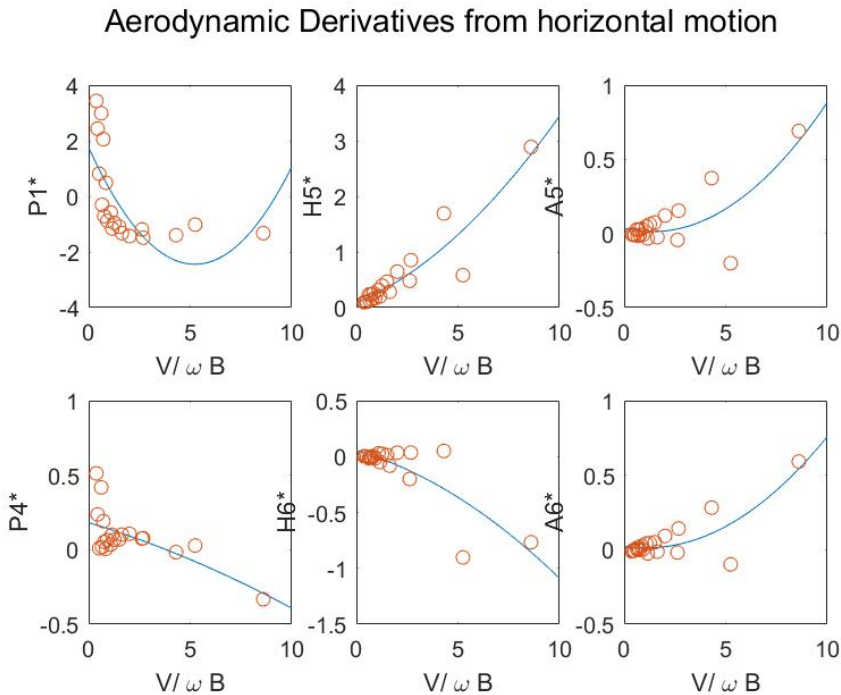 Aerodynamic Derivatives from horizontal motion
P1*
4
2
0
-2
-4
0 5 10
V/ ω B
H5*
4
3
2
1
0
0 5 10
V/ ω B
A5*
1
0.5
0
-0.5
0 5 10
V/ ω B
P4*
1
0.5
0
-0.5
0 5 10
V/ ω B
H6*
0.5
0
-0.5
-1
-1.5
0 5 10
V/ ω B
A6*
1
0.5
0
-0.5
0 5 10
V/ ω B